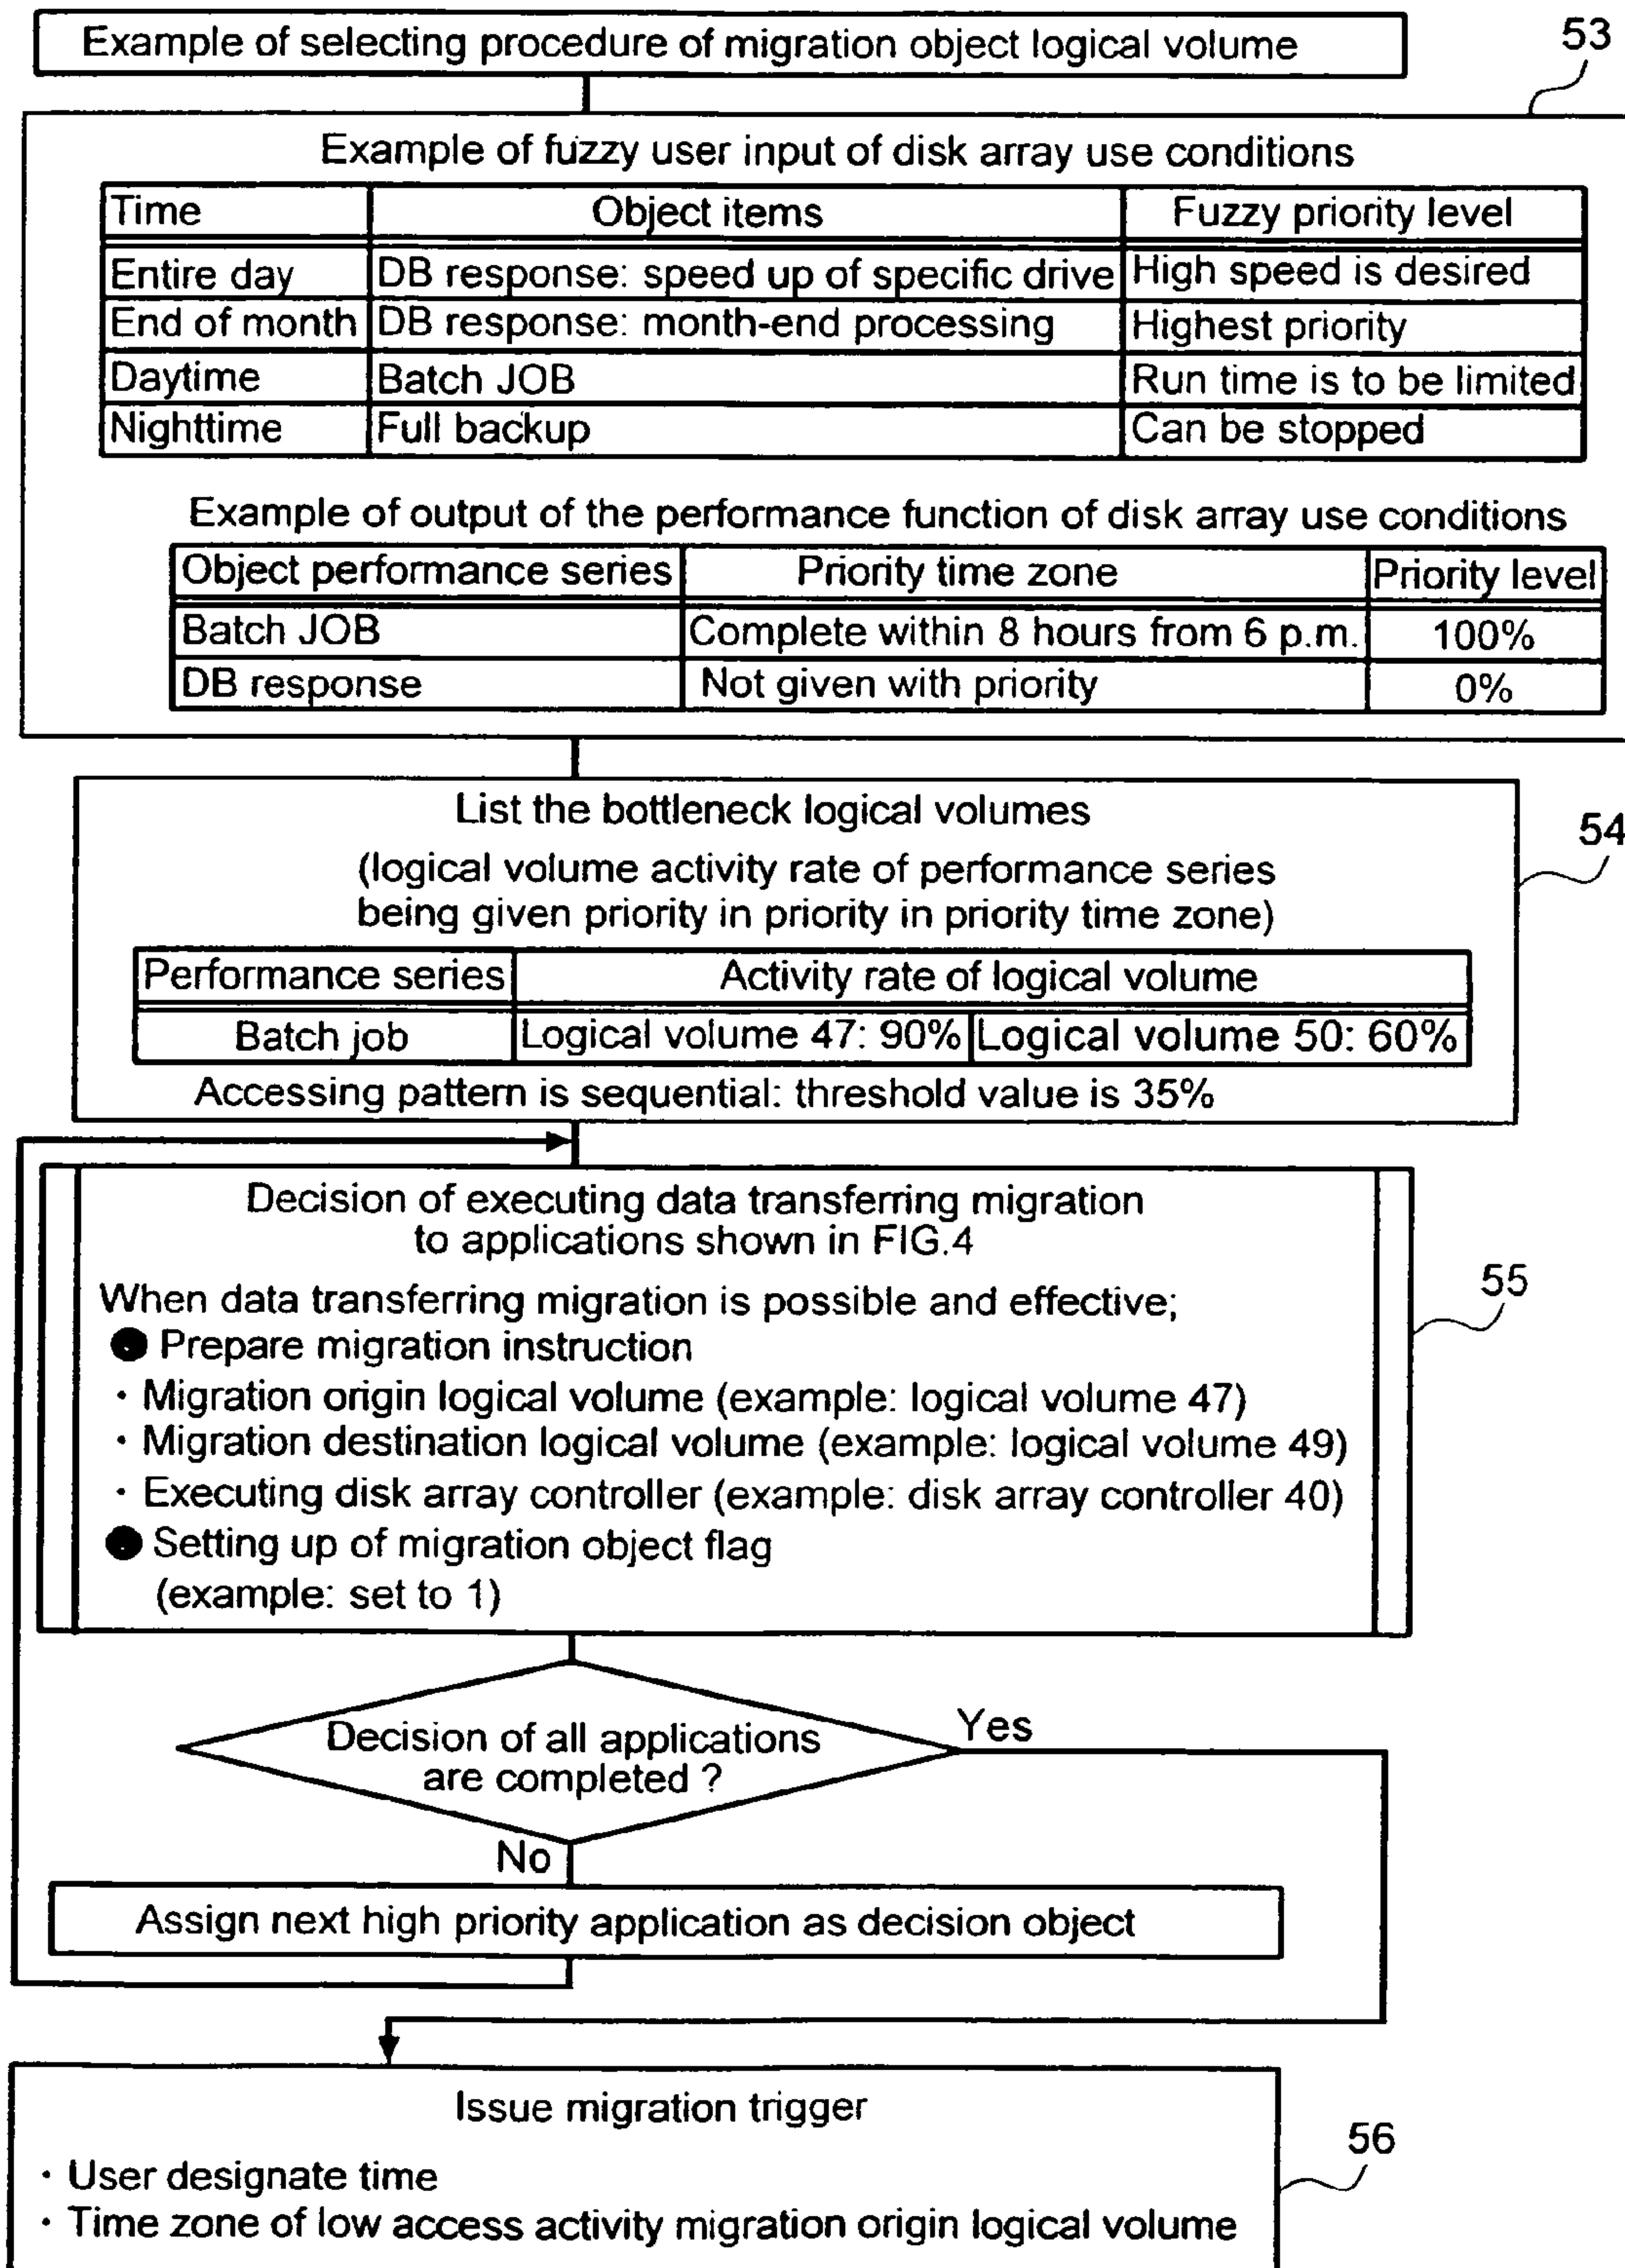 Example of selecting procedure of migration object logical volume
53
Example of fuzzy user input of disk array use conditions
Time Object items Fuzzy priority level
Entire day DB response: speed up of specific drive High speed is desired
End of month DB response: month-end processing Highest priority
Daytime Batch JOB Run time is to be limited
Nighttime Full backup Can be stopped
Example of output of the performance function of disk array use conditions
Object performance series Priority time zone Priority level
Batch JOB Complete within 8 hours from 6 p.m. 100%
DB response Not given with priority 0%
List the bottleneck logical volumes
54
(logical volume activity rate of performance series
being given priority in priority in priority time zone)
Performance series Activity rate of logical volume
Batch job Logical volume 47: 90% Logical volume 50: 60%
Accessing pattern is sequential: threshold value is 35%
Decision of executing data transferring migration
to applications shown in FIG.4
55
When data transferring migration is possible and effective;
● Prepare migration instruction
· Migration origin logical volume (example: logical volume 47)
· Migration destination logical volume (example: logical volume 49)
· Executing disk array controller (example: disk array controller 40)
● Setting up of migration object flag
(example: set to 1)
Decision of all applications
are completed ?
Yes
No
Assign next high priority application as decision object
Issue migration trigger
56
· User designate time
· Time zone of low access activity migration origin logical volume